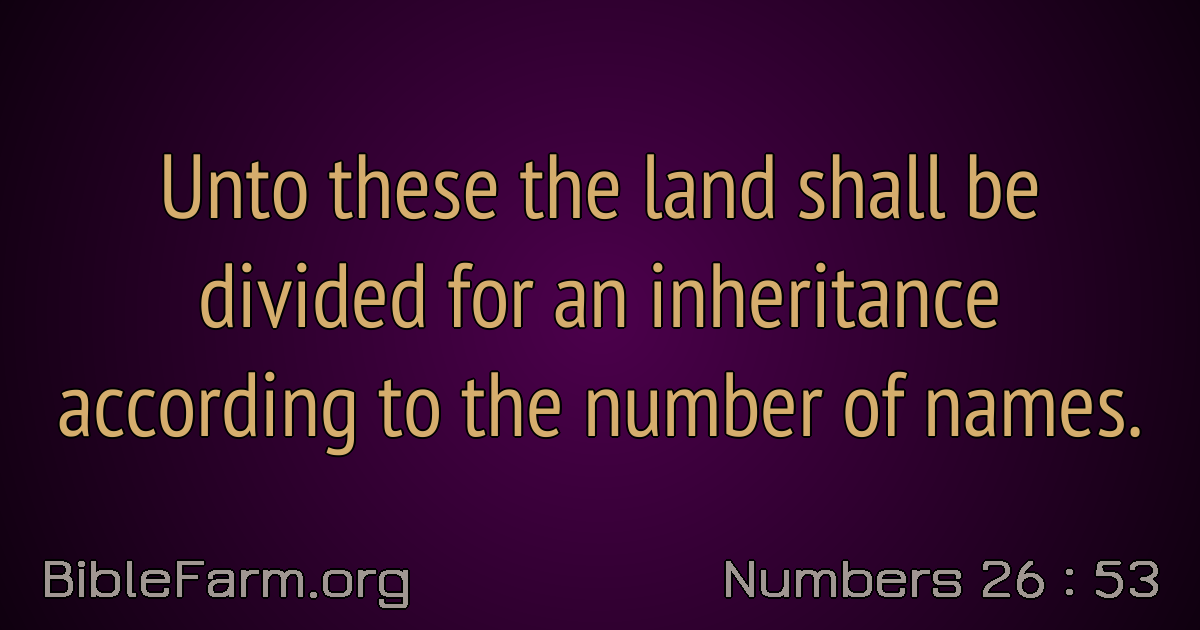 Unto these the land shall be
divided for an inheritance
according to the number of names.
BibleFarm.org
Numbers 26 : 53